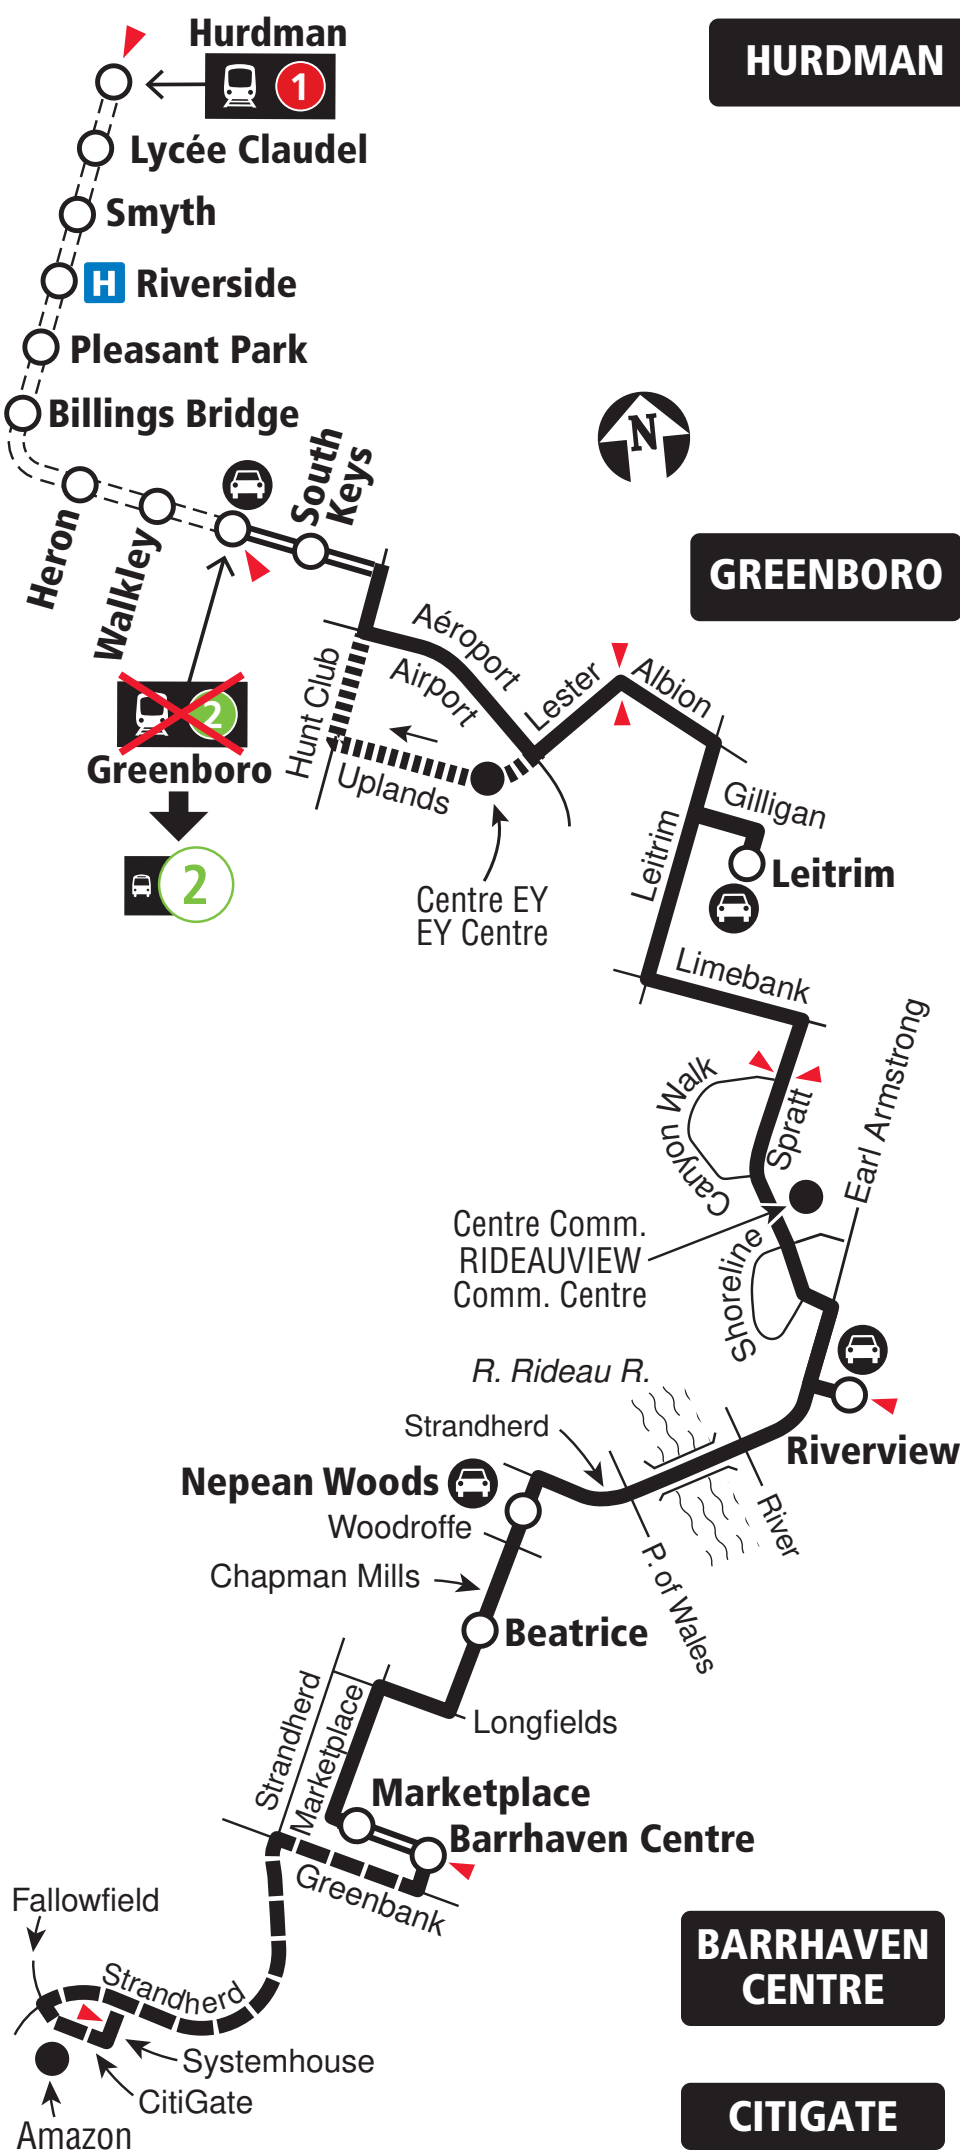 Hurdman
1
HURDMAN
Lycée Claudel
Smyth
H Riverside
Pleasant Park
Billings Bridge
N
South
Keys
Heron
Walkley
GREENBORO
Aéroport
Airport
Lester
Albion
Hunt Club
2
Greenboro
Uplands
Gilligan
Leitrim
Leitrim
2
Centre EY
EY Centre
Limebank
Earl Armstrong
Canyon Walk
Spratt
Centre Comm.
RIDEAUVIEW
Comm. Centre
Shoreline
R. Rideau R.
Strandherd
Riverview
Nepean Woods
Woodroffe
River
P. of Wales
Chapman Mills
Beatrice
Strandherd
Marketplace
Longfields
Marketplace
Barrhaven Centre
Greenbank
Fallowfield
BARRHAVEN
CENTRE
Strandherd
Systemhouse
CitiGate
CITIGATE
Amazon